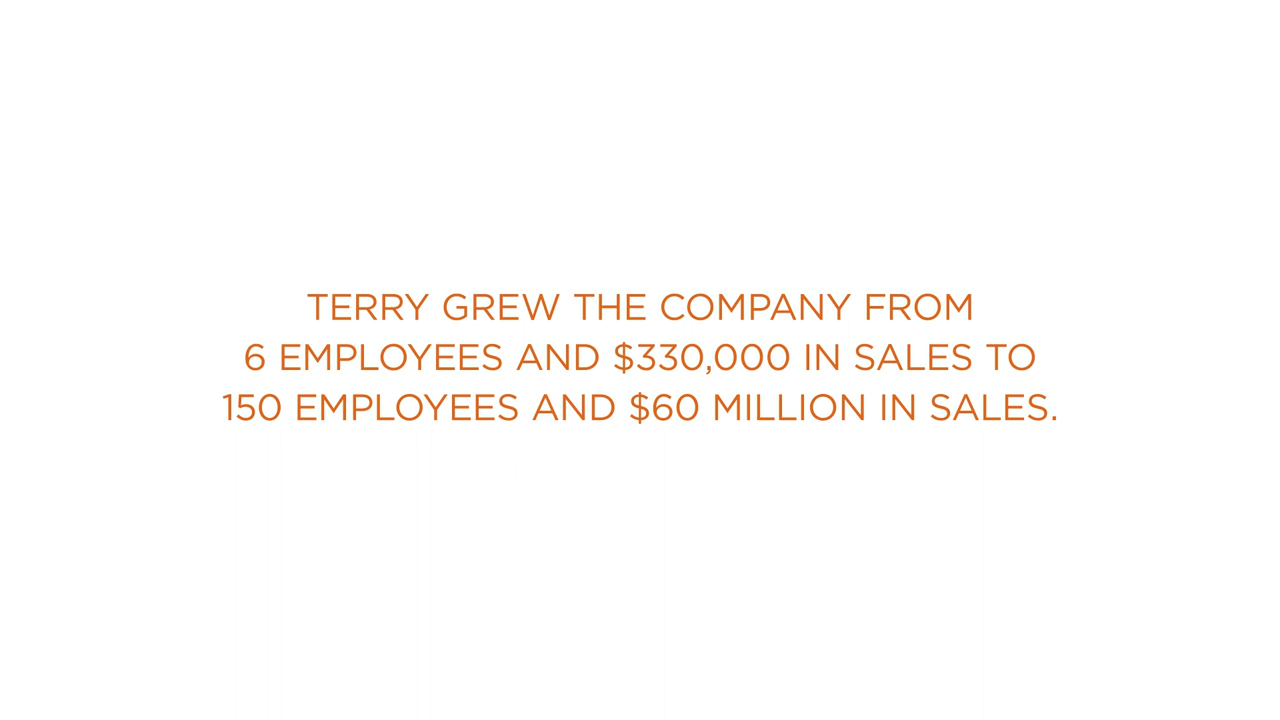 TERRY GREW THE COMPANY FROM
6 EMPLOYEES AND $330,000 IN SALES TO
150 EMPLOYEES AND $60 MILLION IN SALES.